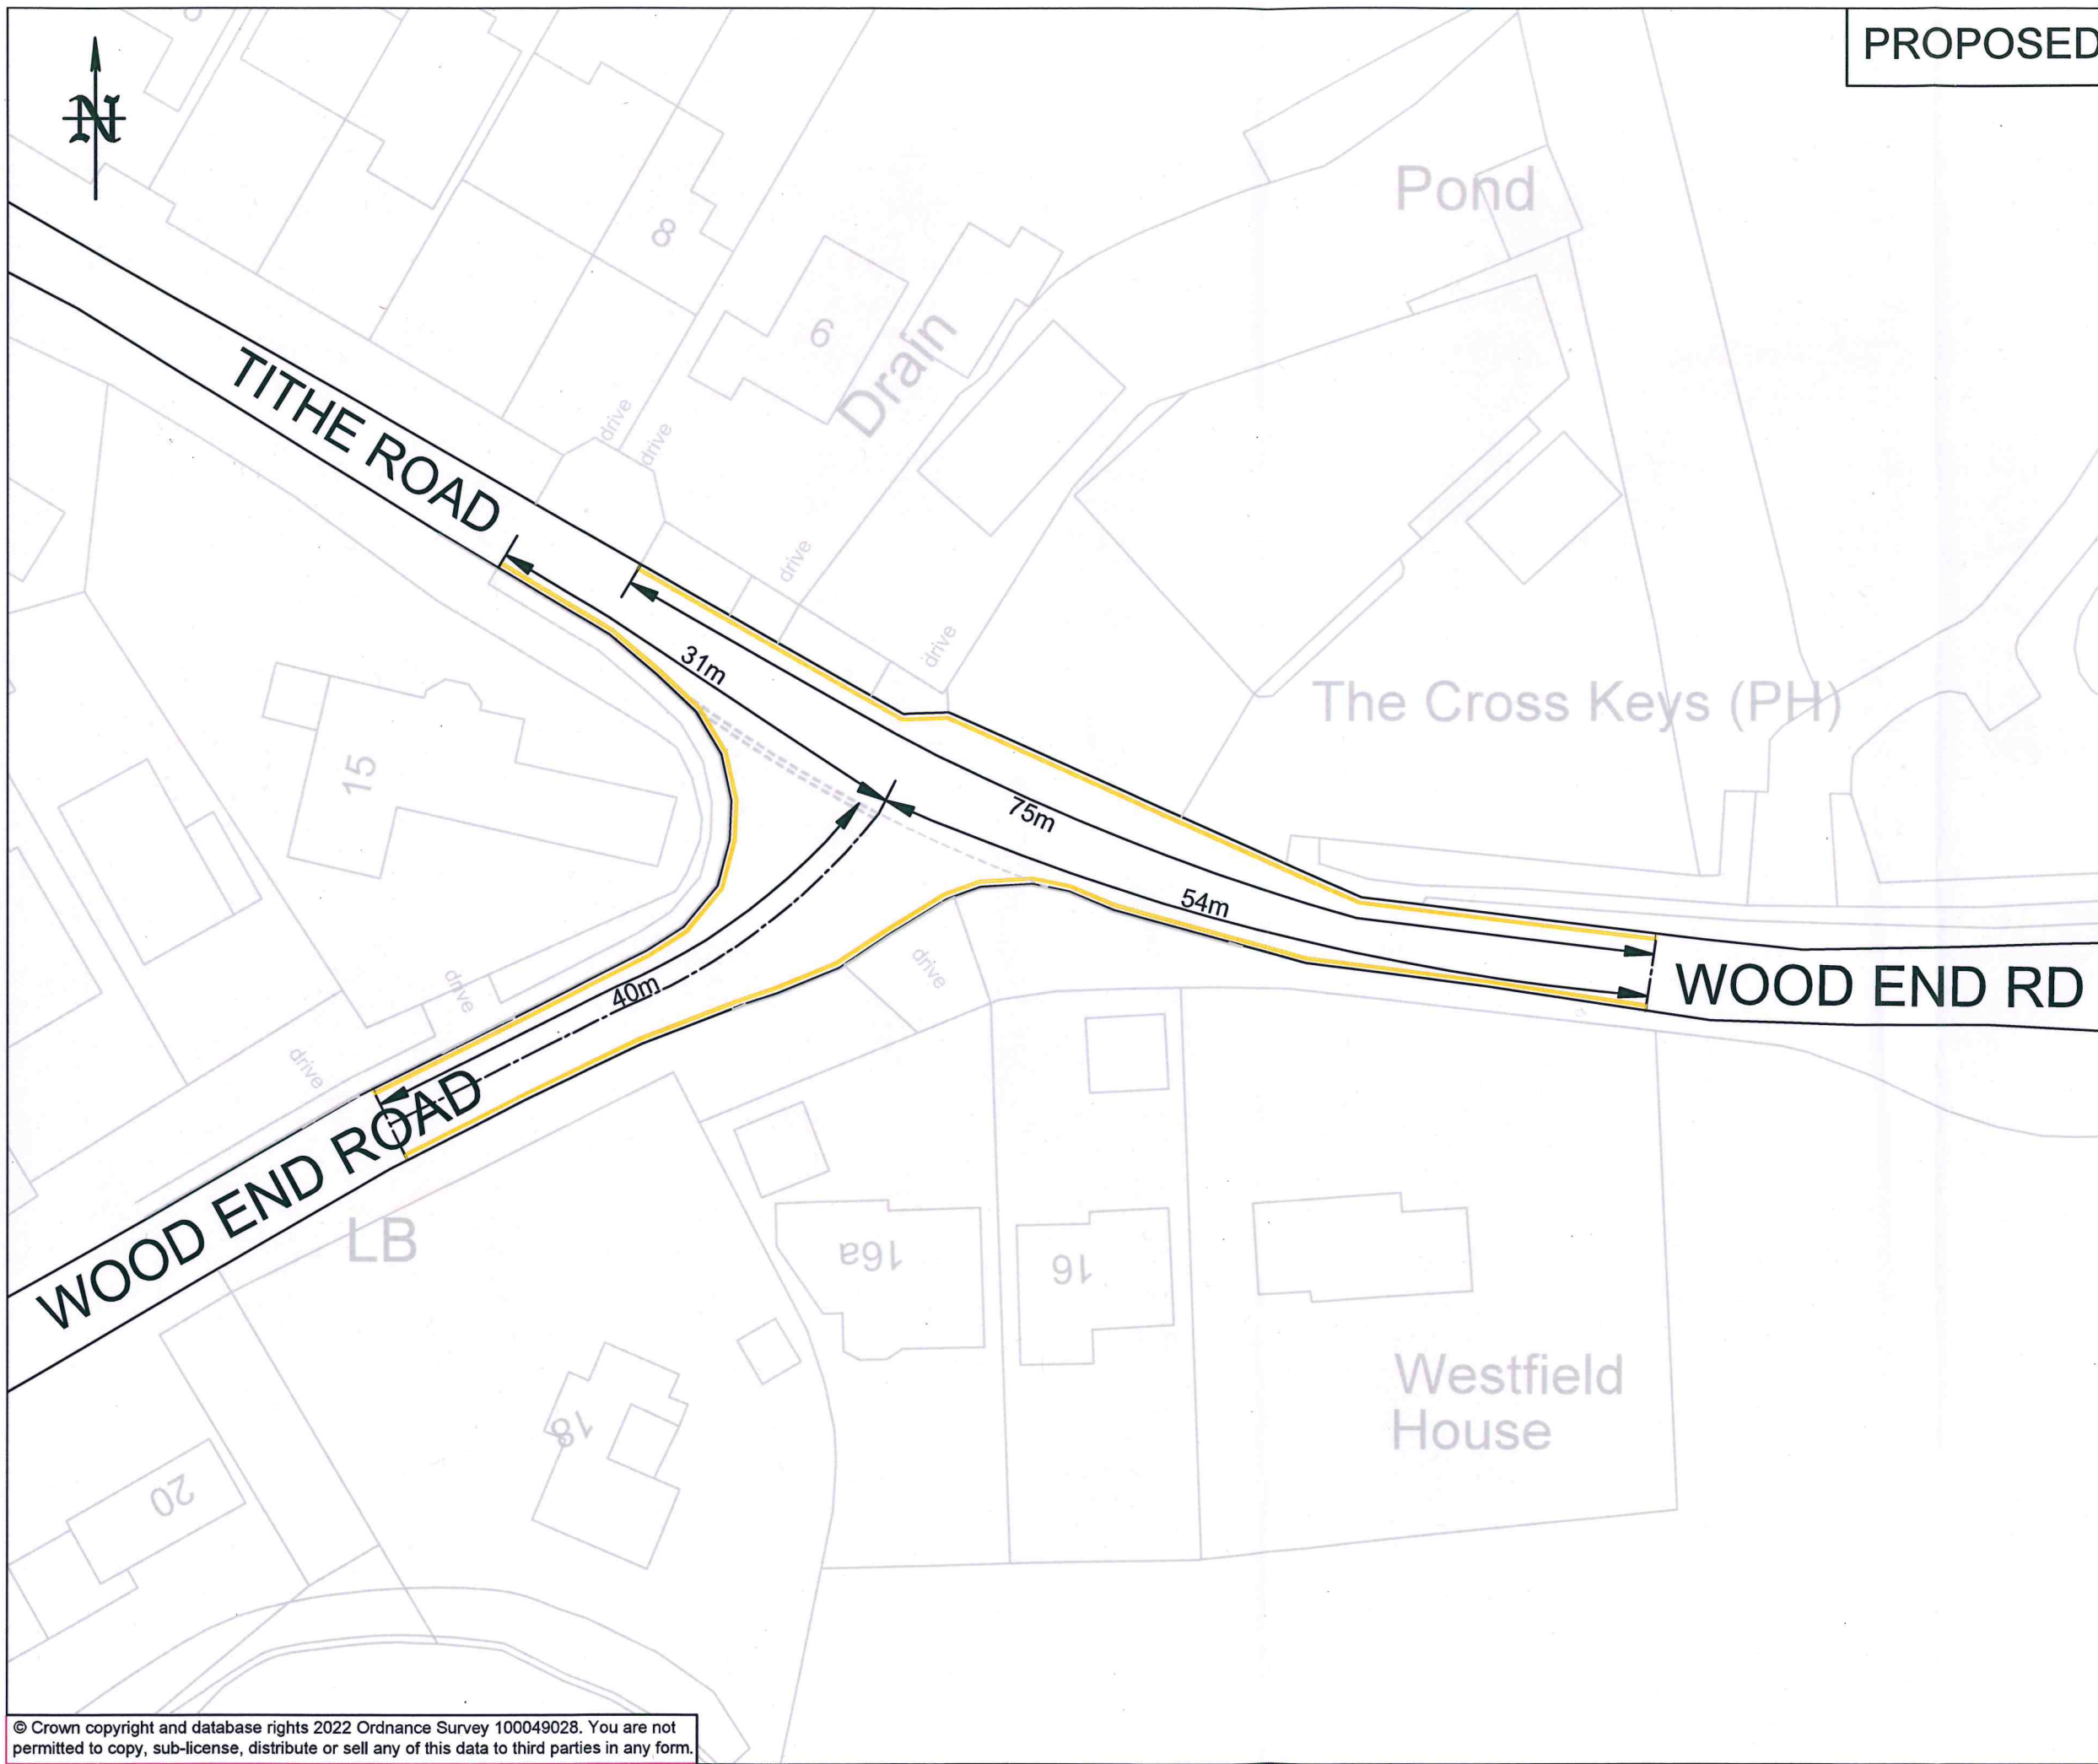 PROPOSED
N
Pond
8
6
Drain
TITHE ROAD
drive
drive
drive
drive
31m
The Cross Keys (PH)
15
75m
54m
drive
drive
40m
drive
WOOD END RD
WOOD END ROAD
LB
16a
16
Westfield
House
18
20
© Crown copyright and database rights 2022 Ordnance Survey 100049028. You are not
permitted to copy, sub-license, distribute or sell any of this data to third parties in any form.